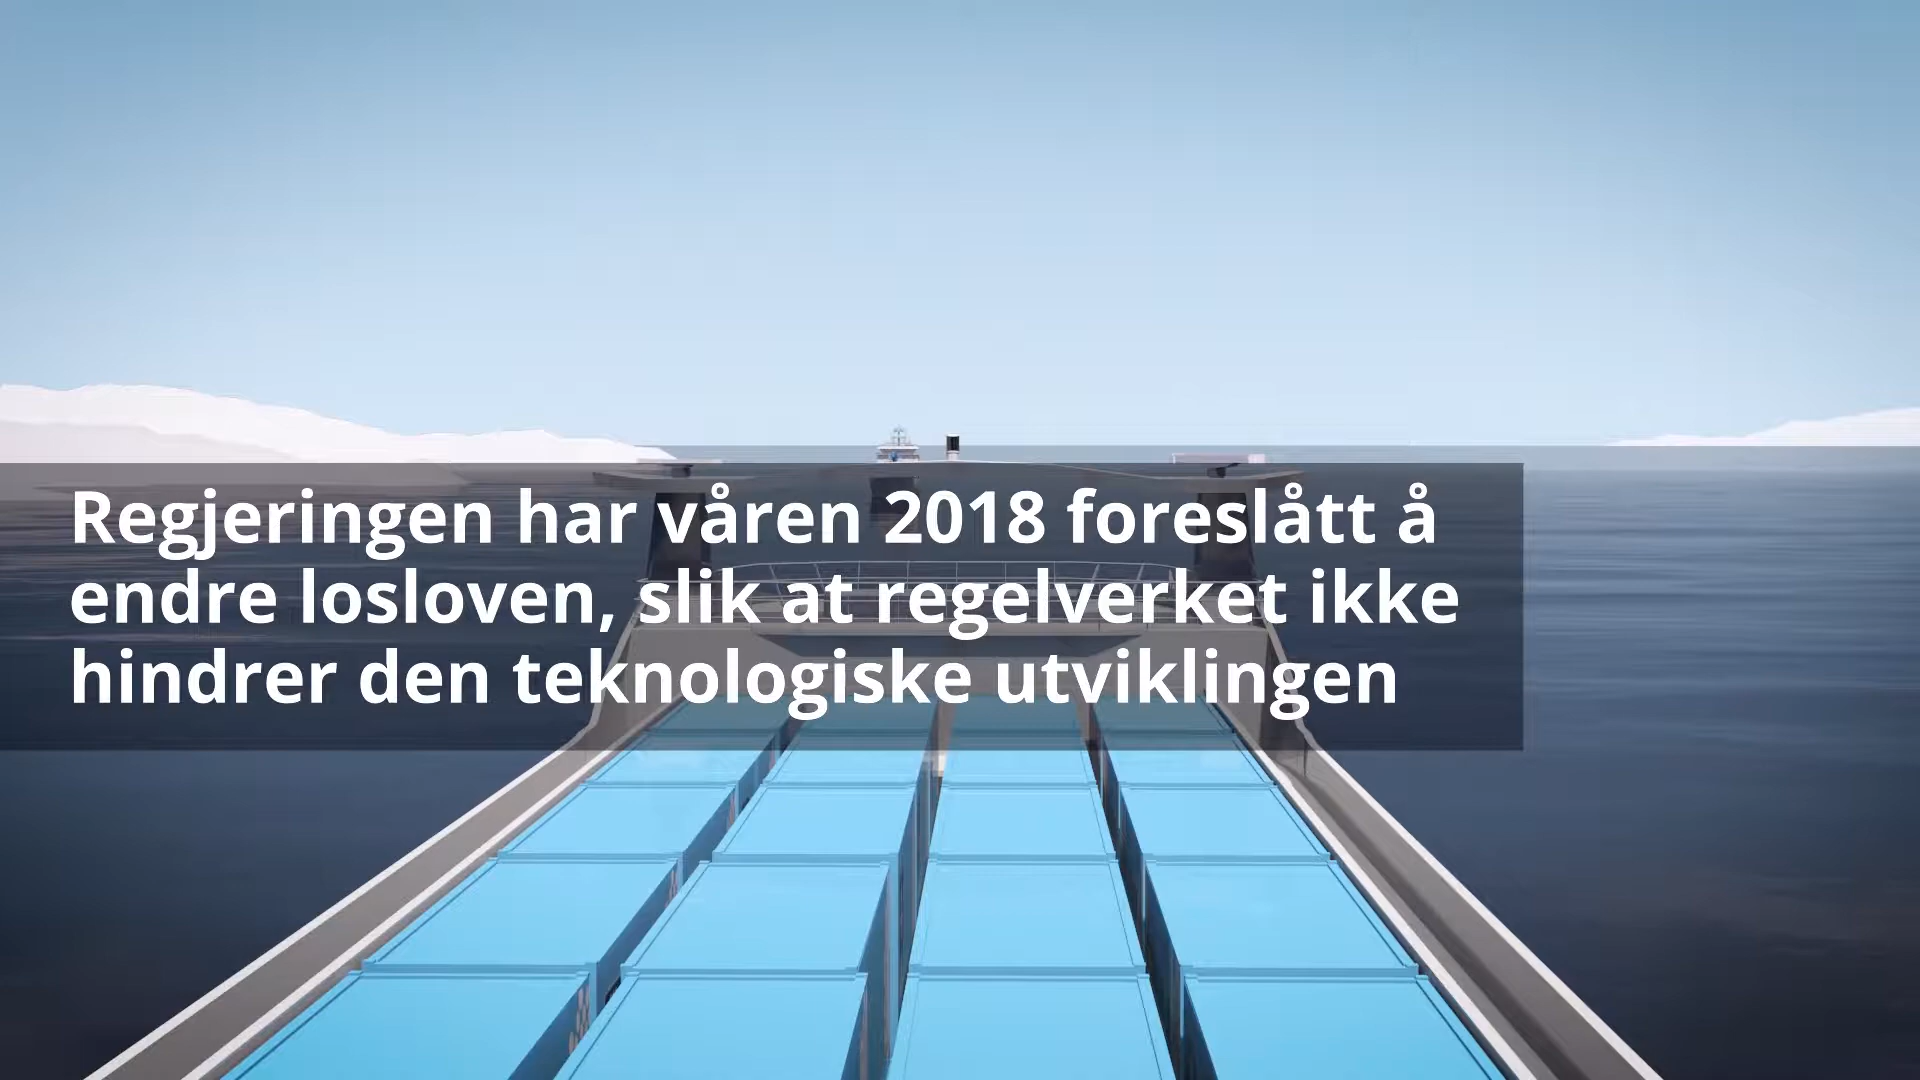 Regjeringen har våren 2018 foreslått å
endre losloven, slik at regelverket ikke
hindrer den teknologiske utviklingen